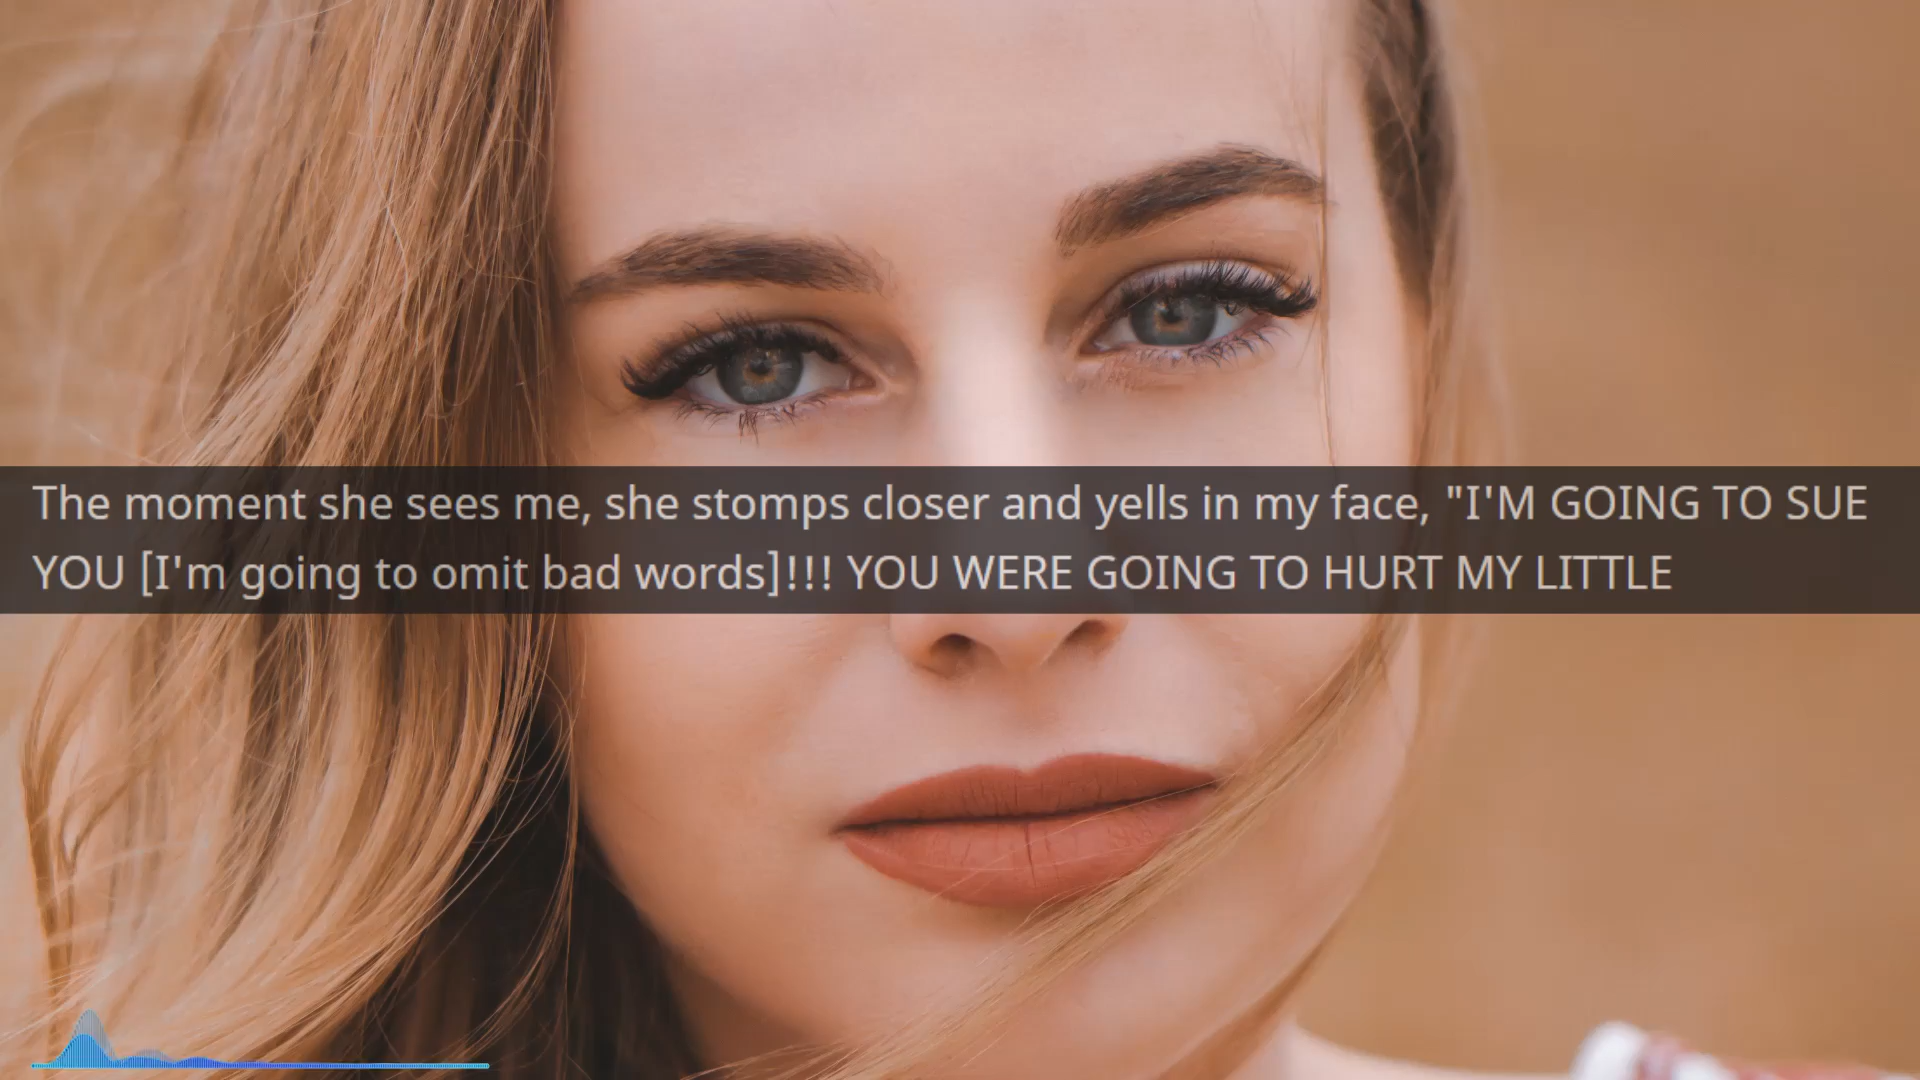 The moment she sees me, she stomps closer and yells in my face, "I'M GOING TO SUE
YOU [I'm going to omit bad words]!!! YOU WERE GOING TO HURT MY LITTLE